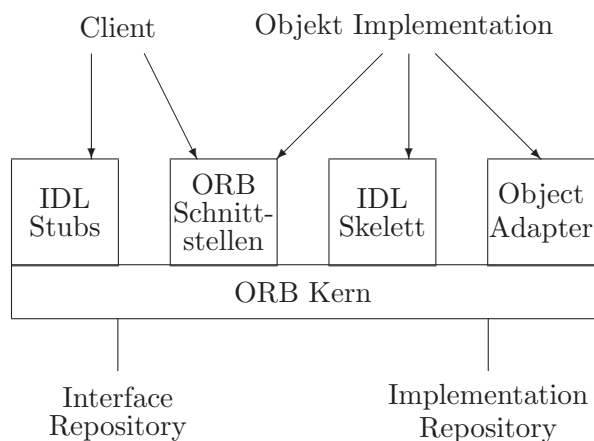 Client
Objekt Implementation
IDL
Stubs
ORB
Schnitt-
stellen
IDL
Skelett
Object
Adapter
ORB Kern
Interface
Repository
Implementation
Repository